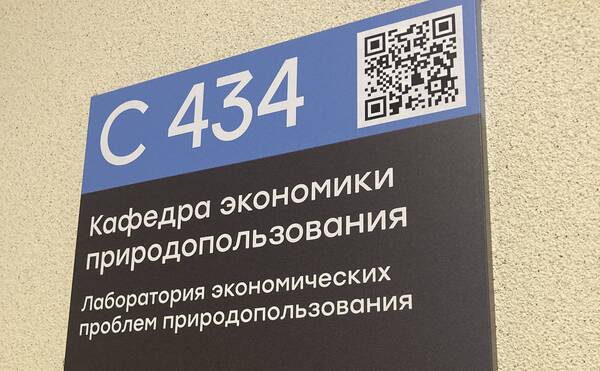 С 434
Кафедра экономики
природопользования
Лаборатория экономических
проблем природопользования